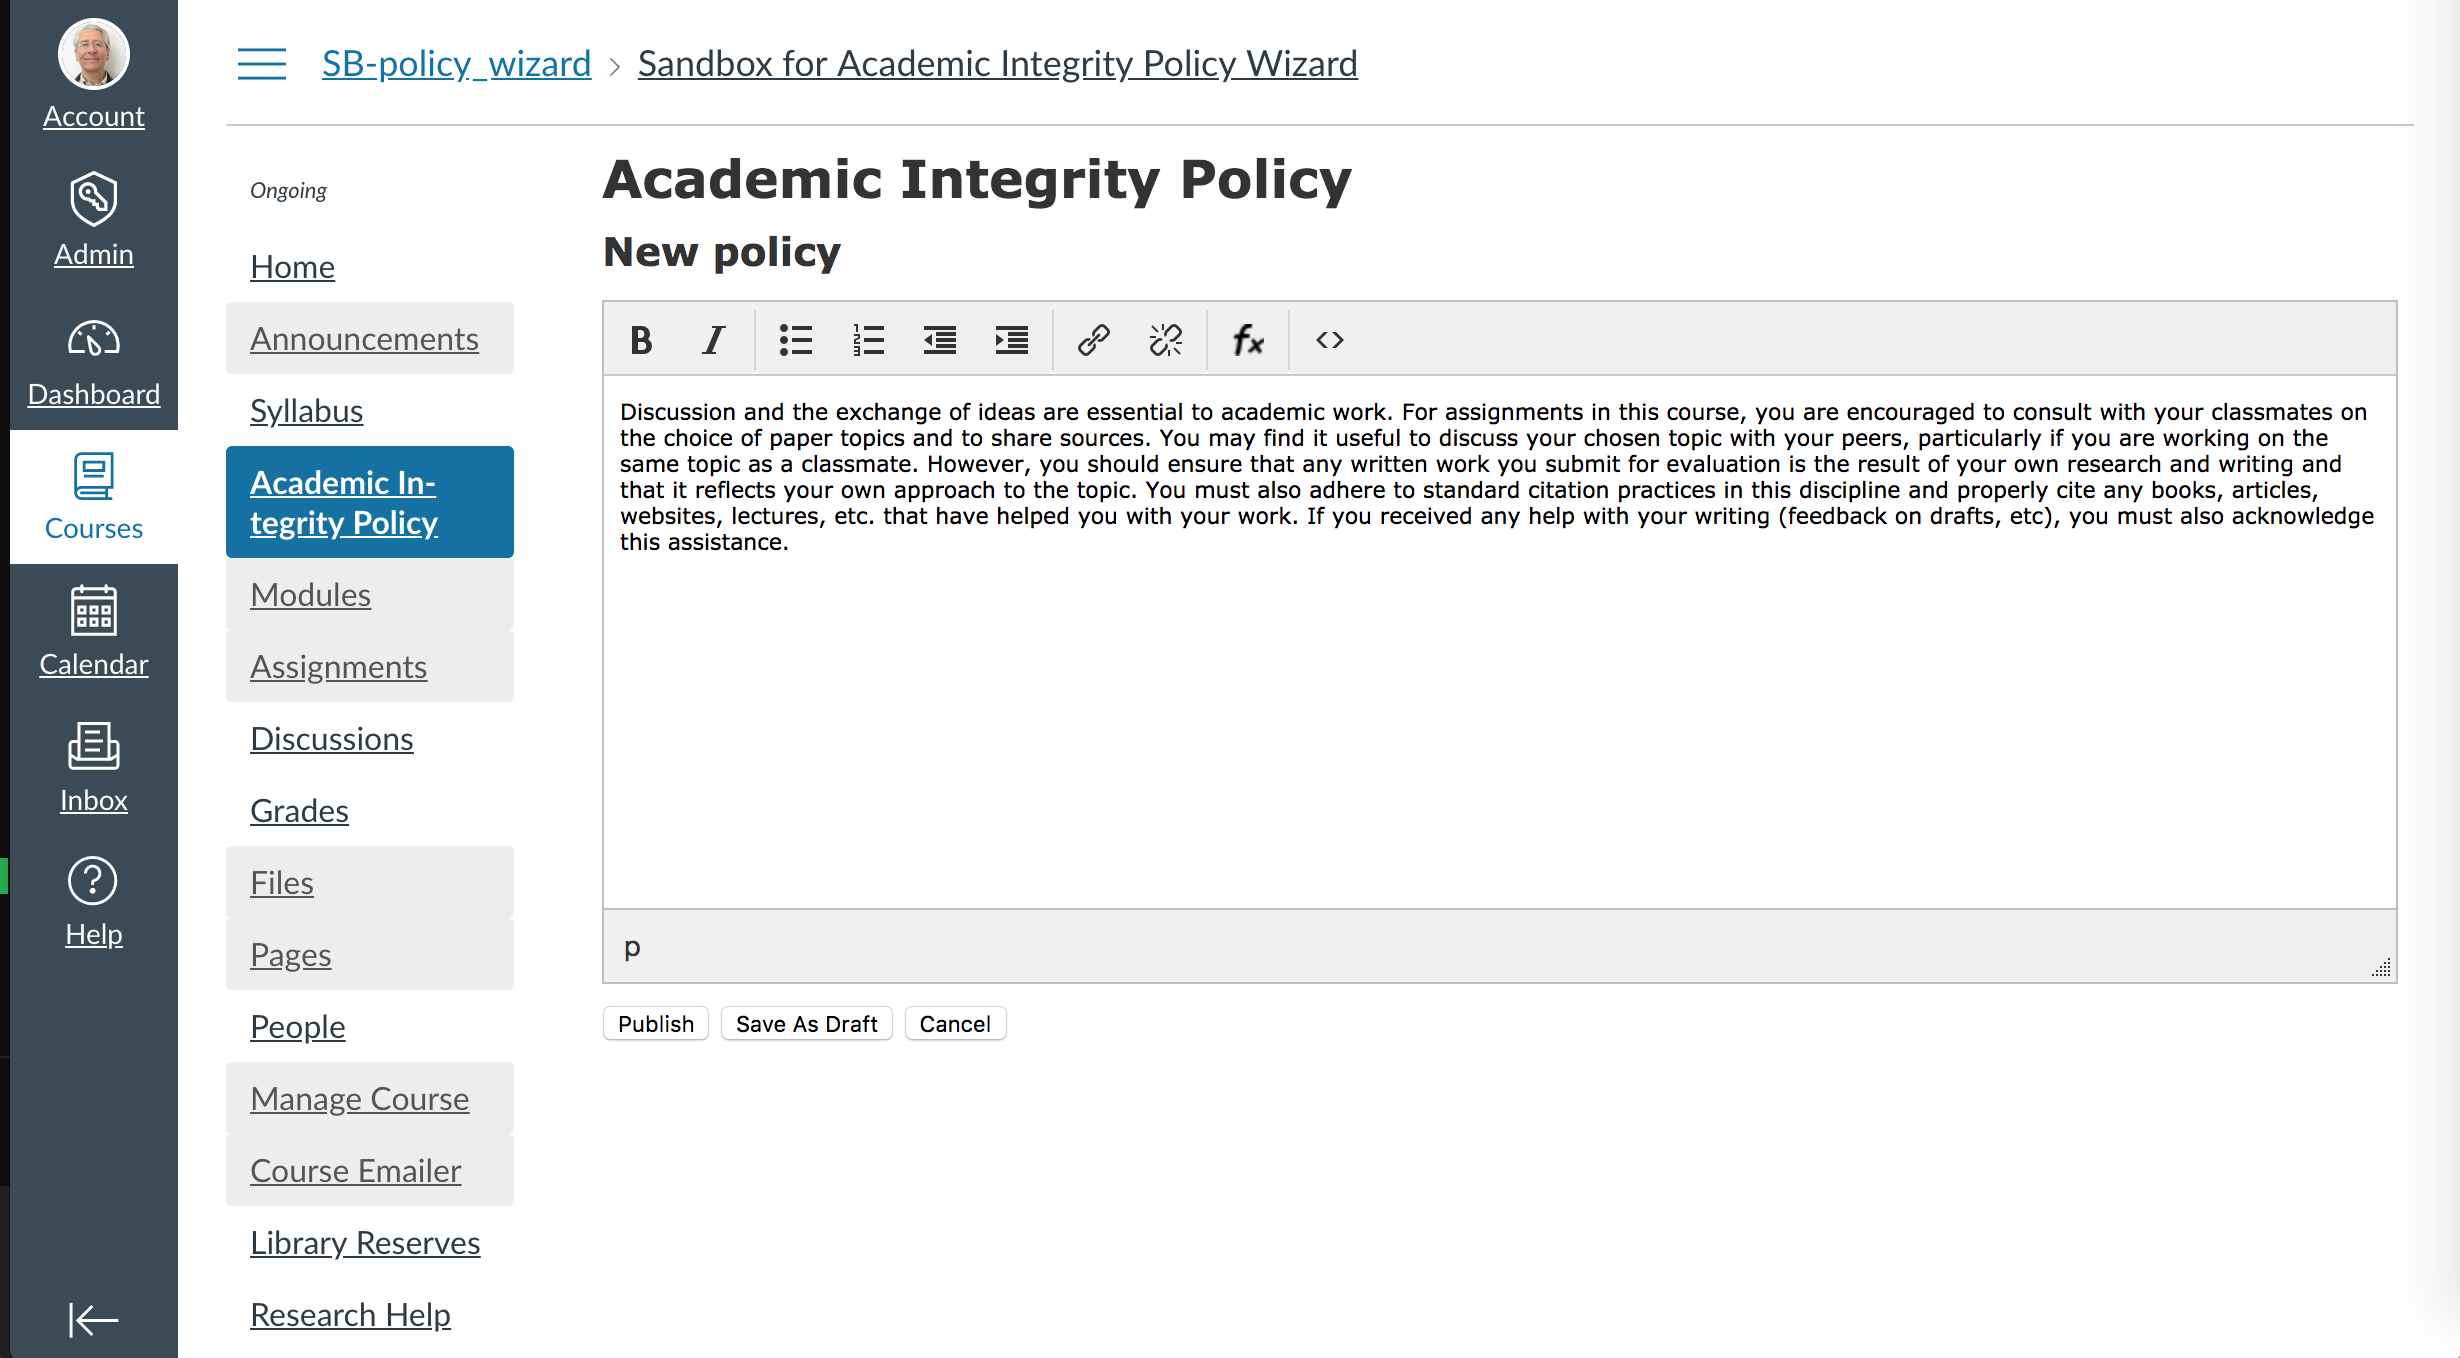 Account
Admin
Dashboard
Courses
Calendar
Inbox
Help
SB-policy_wizard > Sandbox for Academic Integrity Policy Wizard
Ongoing
Home
Announcements
Syllabus
Academic In-
tegrity Policy
Modules
Assignments
Discussions
Grades
Files
Pages
People
Manage Course
Course Emailer
Library Reserves
Research Help
Academic Integrity Policy
New policy
B I fx <>
Discussion and the exchange of ideas are essential to academic work. For assignments in this course, you are encouraged to consult with your classmates on
the choice of paper topics and to share sources. You may find it useful to discuss your chosen topic with your peers, particularly if you are working on the
same topic as a classmate. However, you should ensure that any written work you submit for evaluation is the result of your own research and writing and
that it reflects your own approach to the topic. You must also adhere to standard citation practices in this discipline and properly cite any books, articles,
websites, lectures, etc. that have helped you with your work. If you received any help with your writing (feedback on drafts, etc), you must also acknowledge
this assistance.
p
Publish Save As Draft Cancel